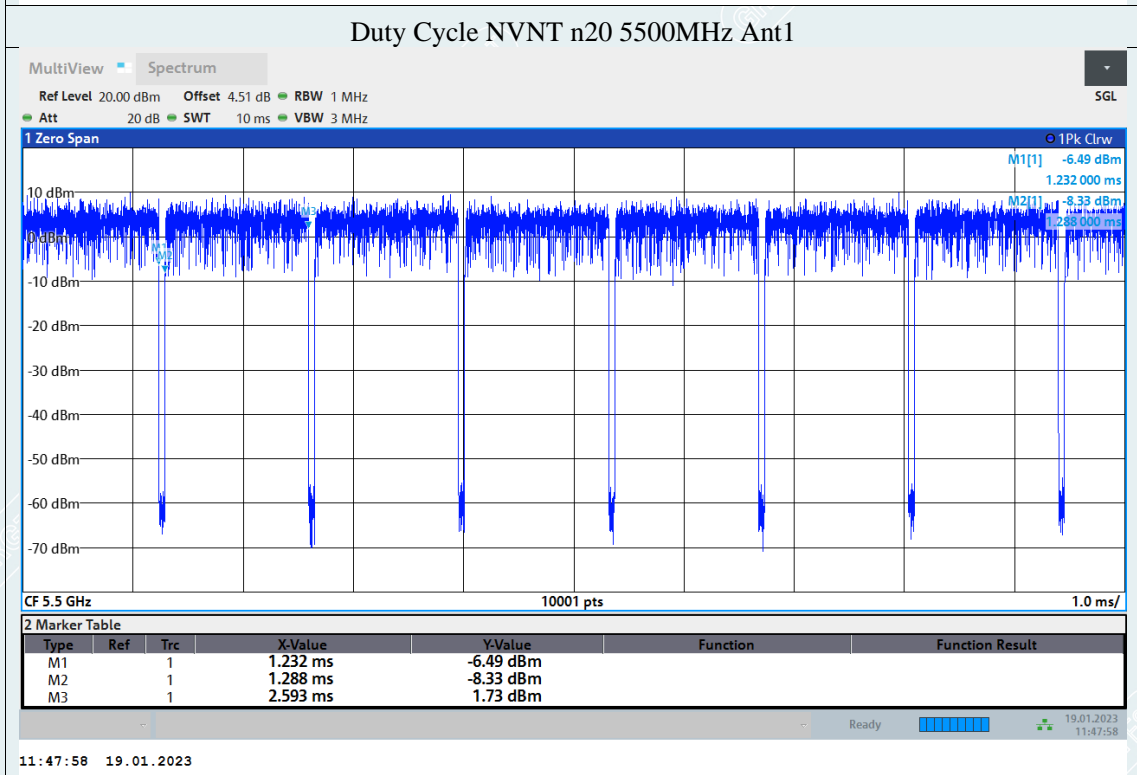 Duty Cycle NVNT n20 5500MHz Ant1
MultiView Spectrum
Ref Level 20.00 dBm Offset 4.51 dB RBW 1 MHz SGL
Att 20 dB SWT 10 ms VBW 3 MHz
1 Zero Span 1Pk Clrw
M1[1] -6.49 dBm
1.232 000 ms
M2[1] -8.33 dBm
1.288 000 ms
10 dBm
M3
0 dBm
M1
M2
-10 dBm
-20 dBm
-30 dBm
-40 dBm
-50 dBm
-60 dBm
-70 dBm
CF 5.5 GHz 10001 pts 1.0 ms/
2 Marker Table
Type Ref Trc X-Value Y-Value Function Function Result
M1 1 1.232 ms -6.49 dBm
M2 1 1.288 ms -8.33 dBm
M3 1 2.593 ms 1.73 dBm
Ready 19.01.2023
11:47:58
11:47:58 19.01.2023